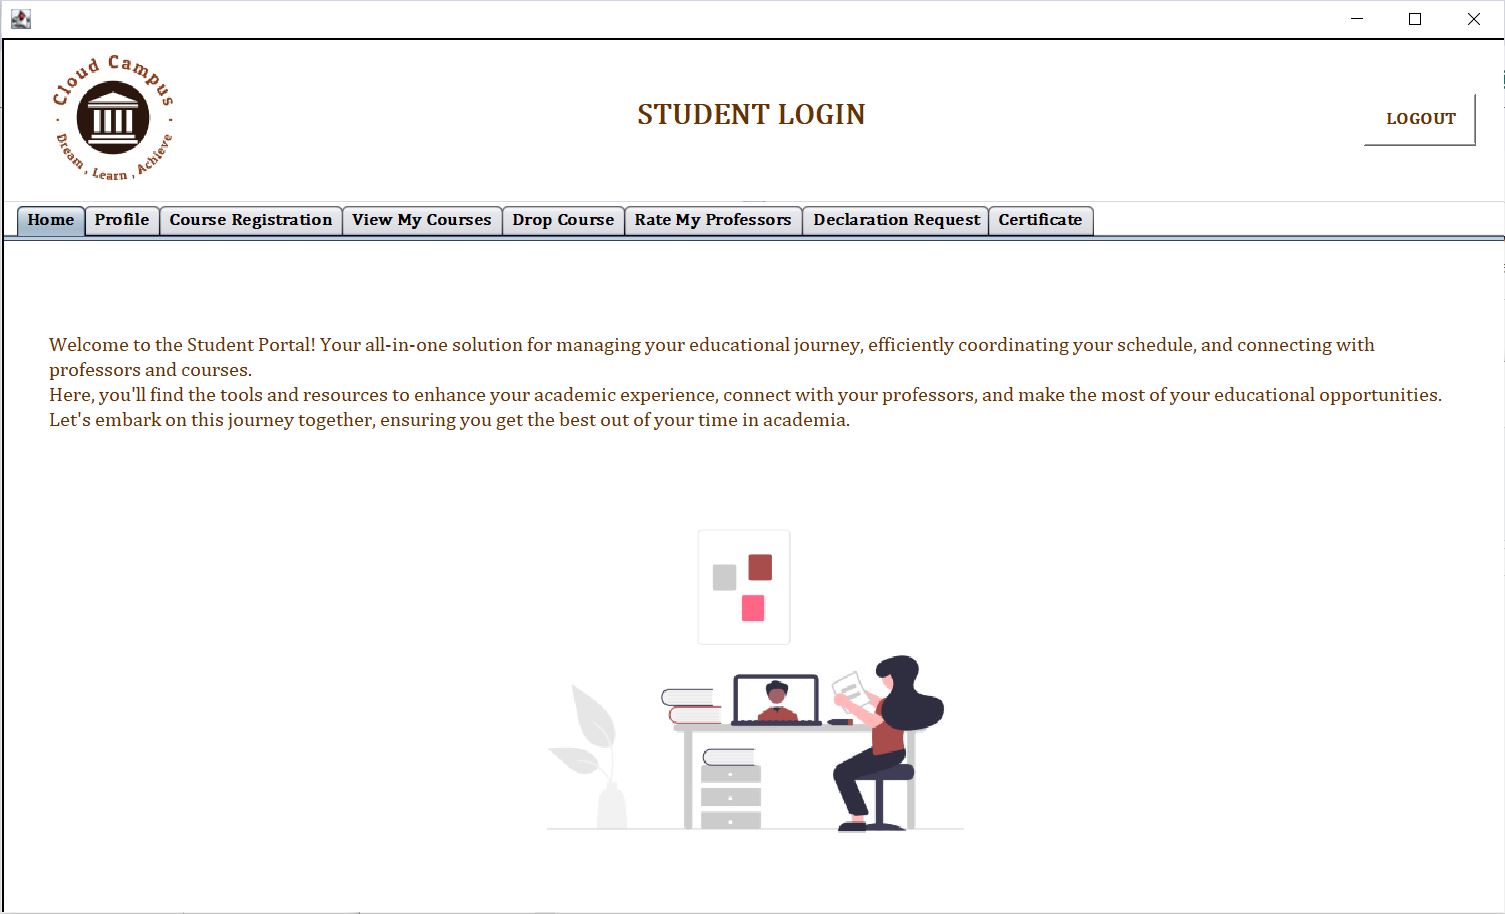 Cloud Campus
Dream , Learn , Achieve
STUDENT LOGIN
LOGOUT
Home Profile Course Registration View My Courses Drop Course Rate My Professors Declaration Request Certificate
Welcome to the Student Portal! Your all-in-one solution for managing your educational journey, efficiently coordinating your schedule, and connecting with
professors and courses.
Here, you'll find the tools and resources to enhance your academic experience, connect with your professors, and make the most of your educational opportunities.
Let's embark on this journey together, ensuring you get the best out of your time in academia.